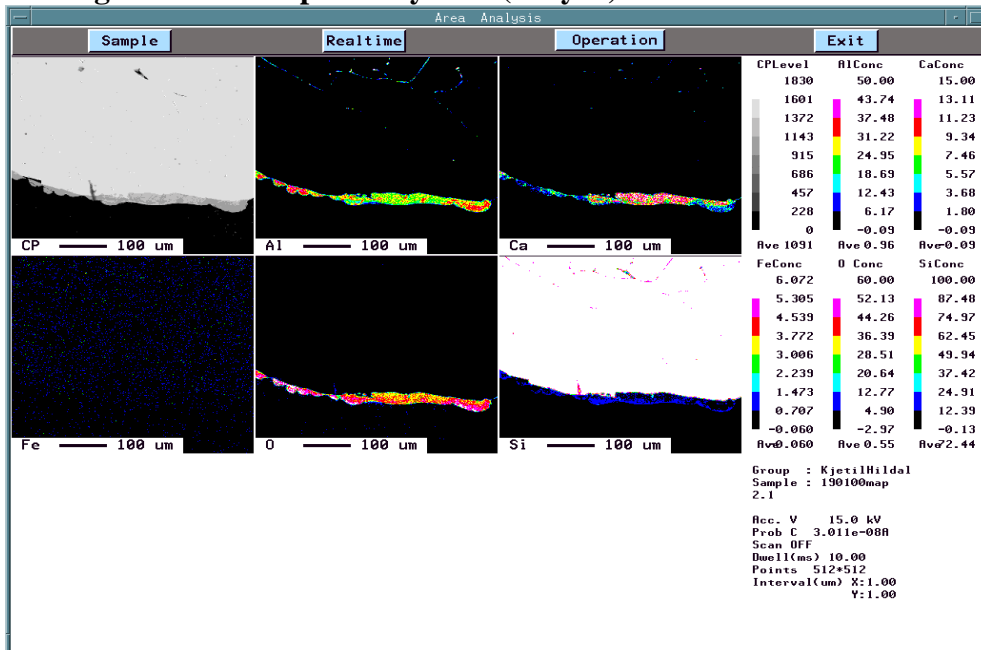 Area Analysis
Sample Realtime Operation Exit
CP 100 um
Al 100 um
Ca 100 um
Fe 100 um
O 100 um
Si 100 um
CPLevel AlConc CaConc
1830 50.00 15.00
1601 43.74 13.11
1372 37.48 11.23
1143 31.22 9.34
915 24.95 7.46
686 18.69 5.57
457 12.43 3.68
228 6.17 1.80
0 -0.09 -0.09
Ave 1091 Ave 0.96 Ave-0.09
FeConc O Conc SiConc
6.072 60.00 100.00
5.305 52.13 87.48
4.539 44.26 74.97
3.772 36.39 62.45
3.006 28.51 49.94
2.239 20.64 37.42
1.473 12.77 24.91
0.707 4.90 12.39
-0.060 -2.97 -0.13
Ave0.060 Ave 0.55 Ave72.44
Group : KjetilHildal
Sample : 190100map
2.1
Acc. V 15.0 kV
Prob C 3.011e-08A
Scan OFF
Dwell(ms) 10.00
Points 512*512
Interval(um) X:1.00
Y:1.00